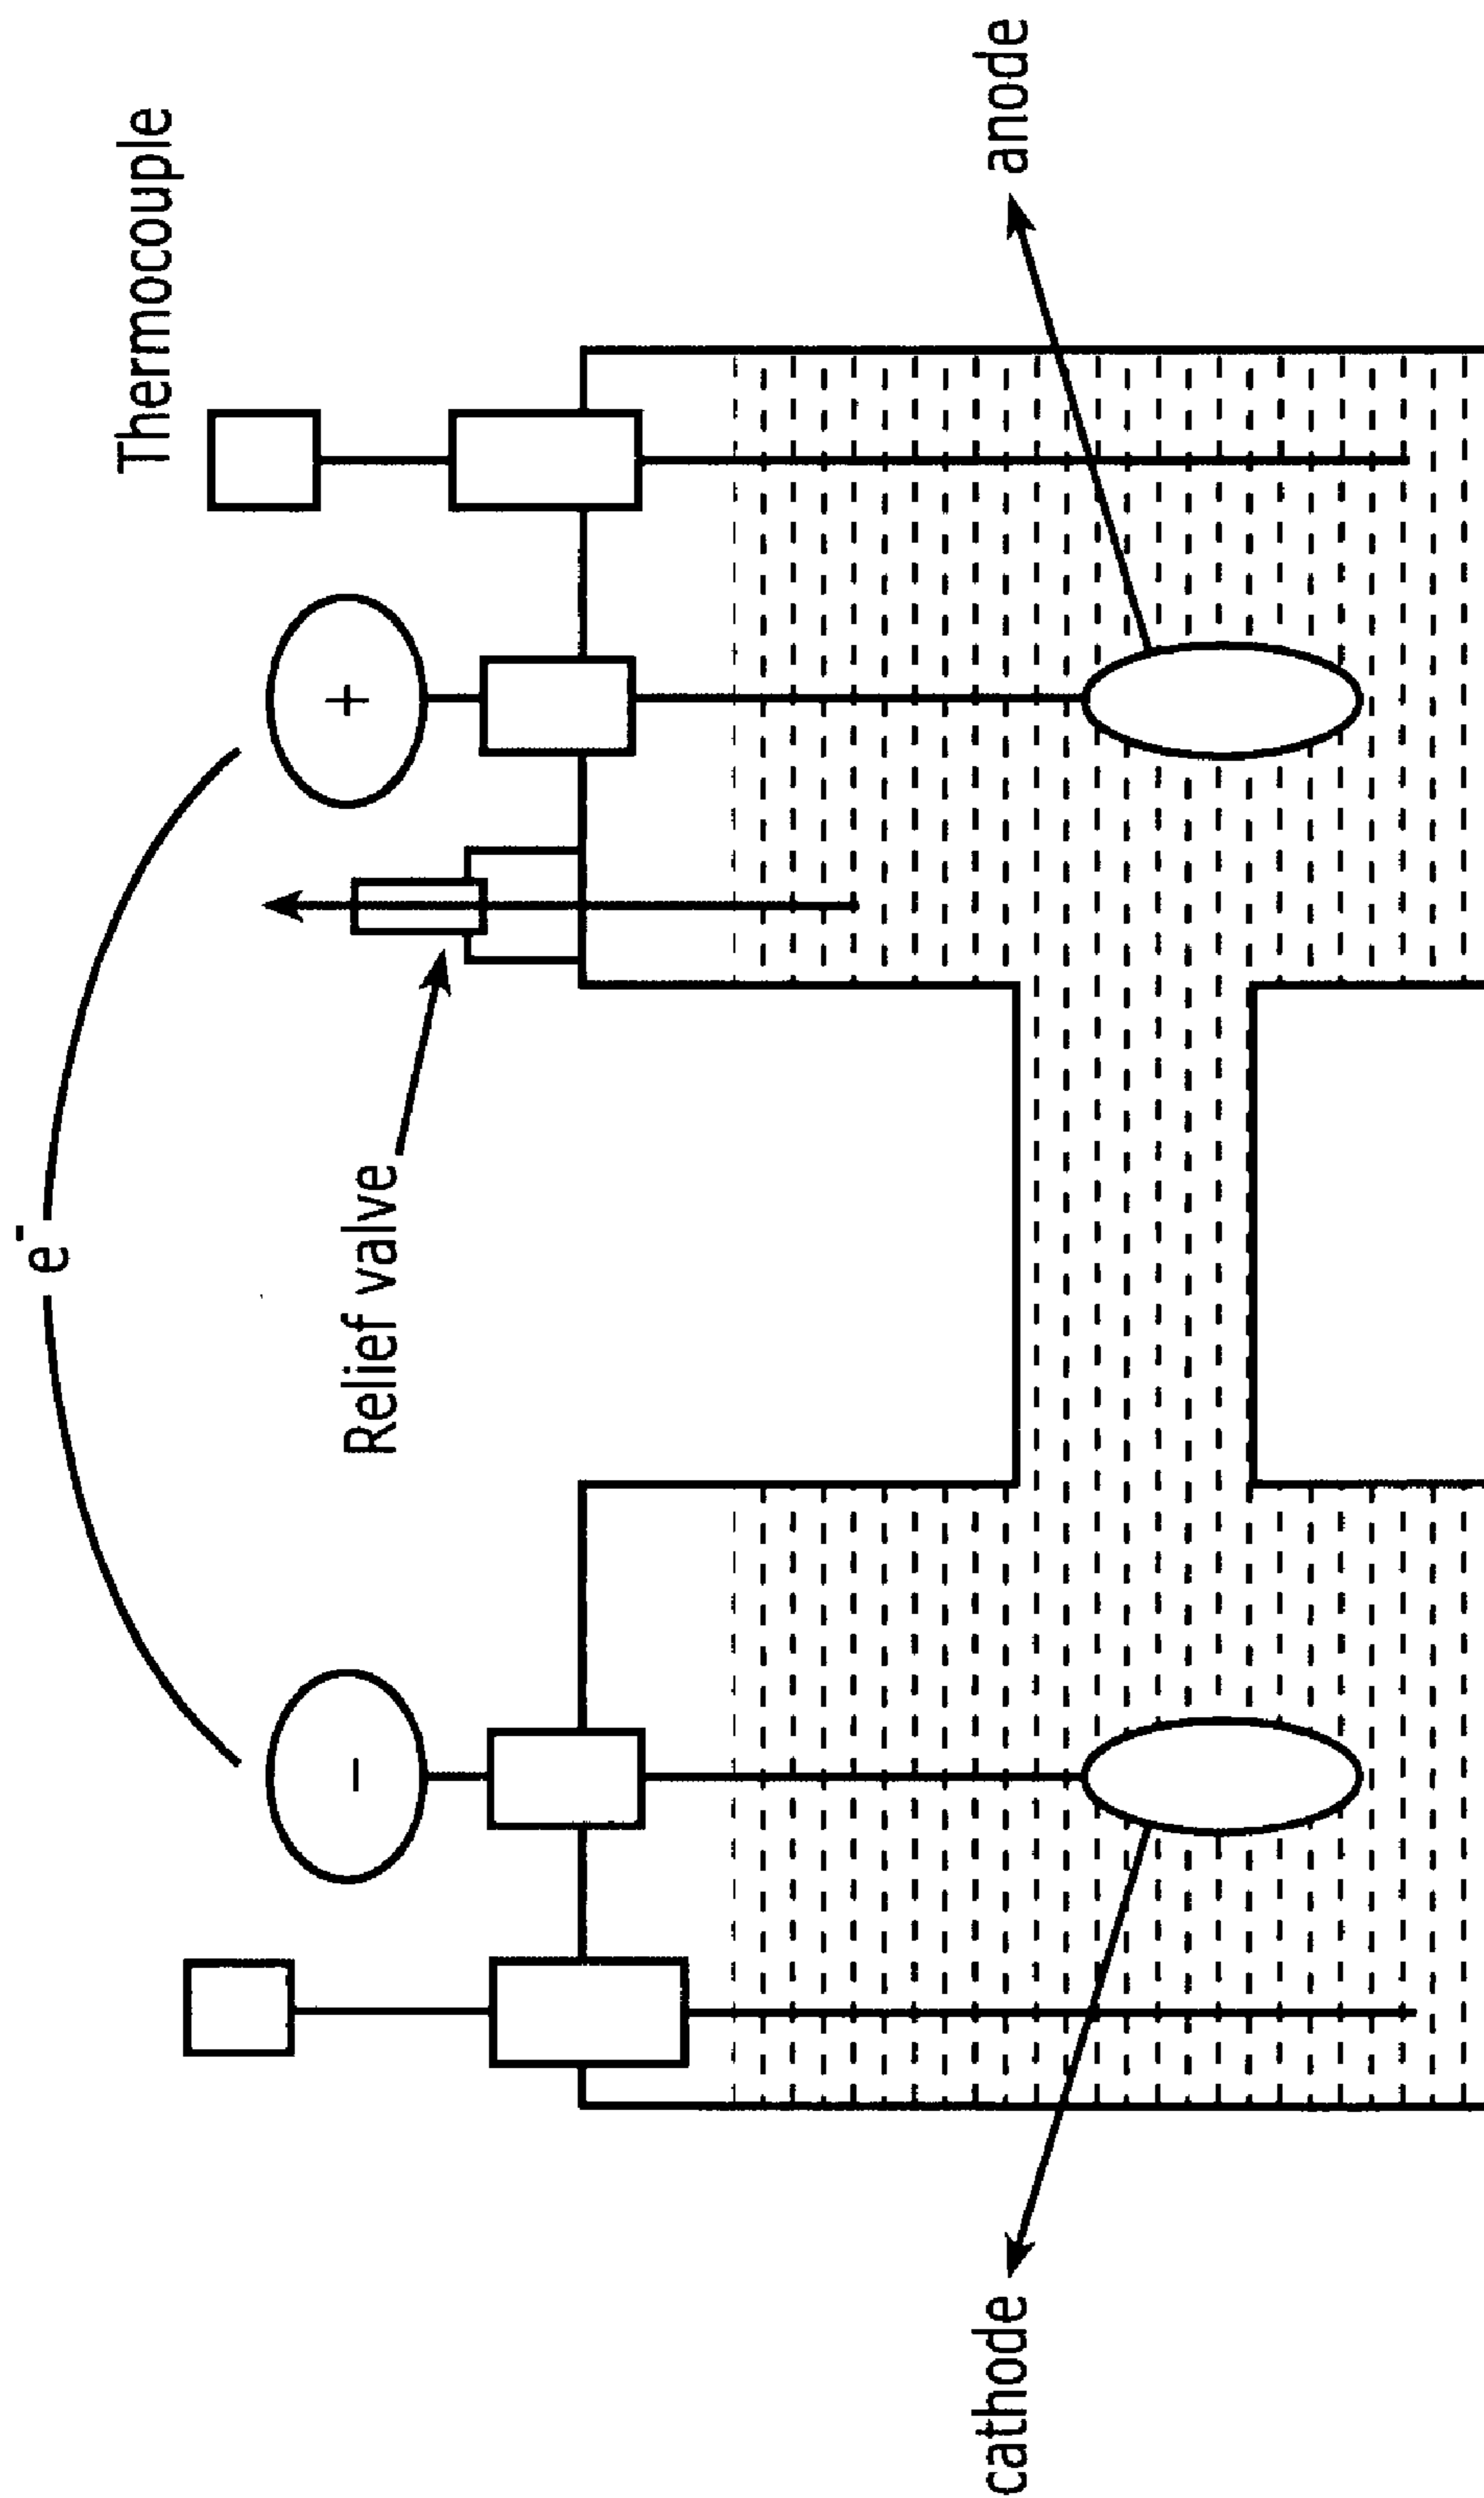 e⁻
Thermocouple
Relief valve
-
+
cathode
anode